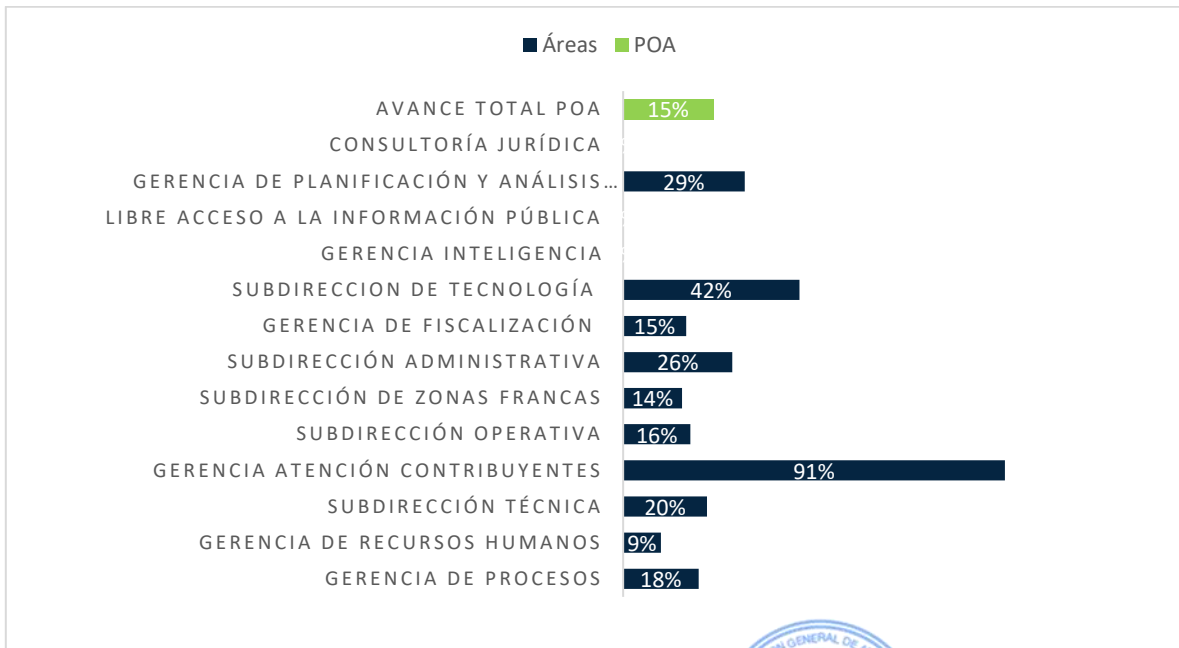 Áreas POA
AVANCE TOTAL POA 15%
CONSULTORÍA JURÍDICA
GERENCIA DE PLANIFICACIÓN Y ANÁLISIS… 29%
LIBRE ACCESO A LA INFORMACIÓN PÚBLICA
GERENCIA INTELIGENCIA
SUBDIRECCION DE TECNOLOGÍA 42%
GERENCIA DE FISCALIZACIÓN 15%
SUBDIRECCIÓN ADMINISTRATIVA 26%
SUBDIRECCIÓN DE ZONAS FRANCAS 14%
SUBDIRECCIÓN OPERATIVA 16%
GERENCIA ATENCIÓN CONTRIBUYENTES 91%
SUBDIRECCIÓN TÉCNICA 20%
GERENCIA DE RECURSOS HUMANOS 9%
GERENCIA DE PROCESOS 18%
GENERAL DE